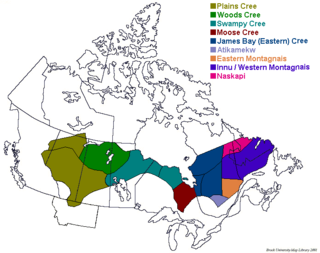 Plains Cree
Woods Cree
Swampy Cree
Moose Cree
James Bay (Eastern) Cree
Atikamekw
Eastern Montagnais
Innu / Western Montagnais
Naskapi
Brock University Map Library 2005